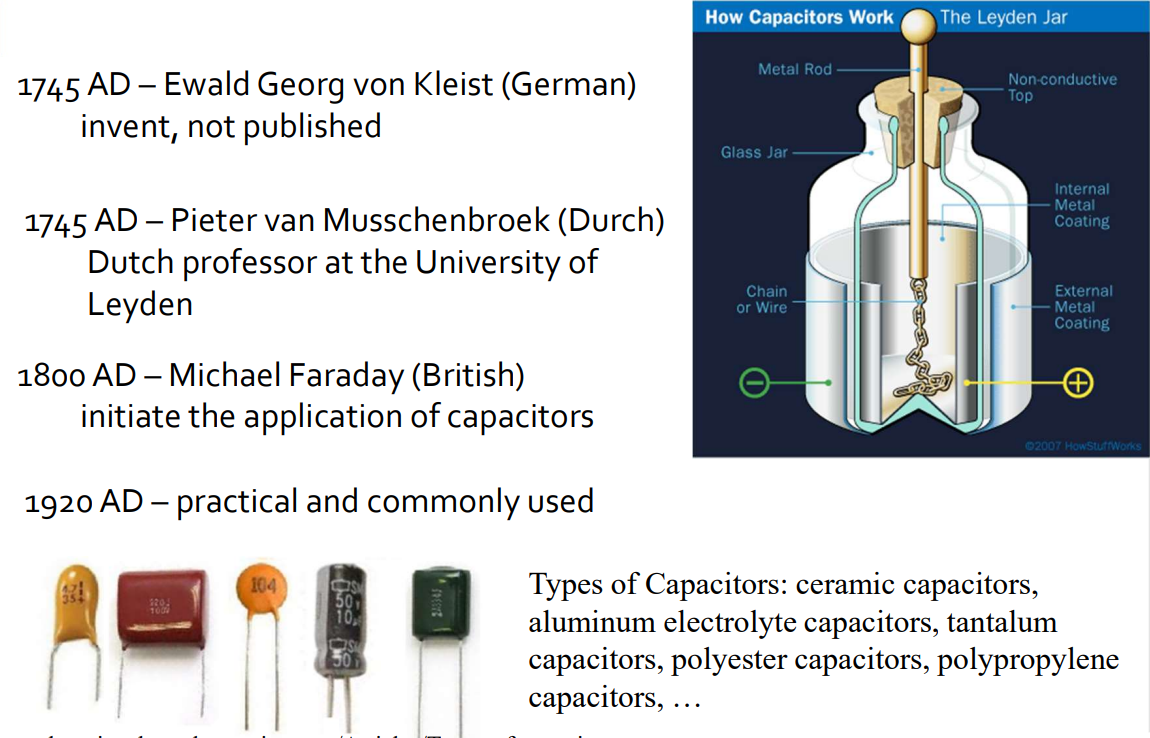 How Capacitors Work The Leyden Jar
1745 AD – Ewald Georg von Kleist (German)
invent, not published
1745 AD – Pieter van Musschenbroek (Durch)
Dutch professor at the University of
Leyden
1800 AD – Michael Faraday (British)
initiate the application of capacitors
1920 AD – practical and commonly used
Metal Rod
Non-conductive
Top
Glass Jar
Internal
Metal
Coating
Chain
or Wire
External
Metal
Coating
−
+
©2007 HowStuffWorks
104
50
10
50
Types of Capacitors: ceramic capacitors,
aluminum electrolyte capacitors, tantalum
capacitors, polyester capacitors, polypropylene
capacitors, …